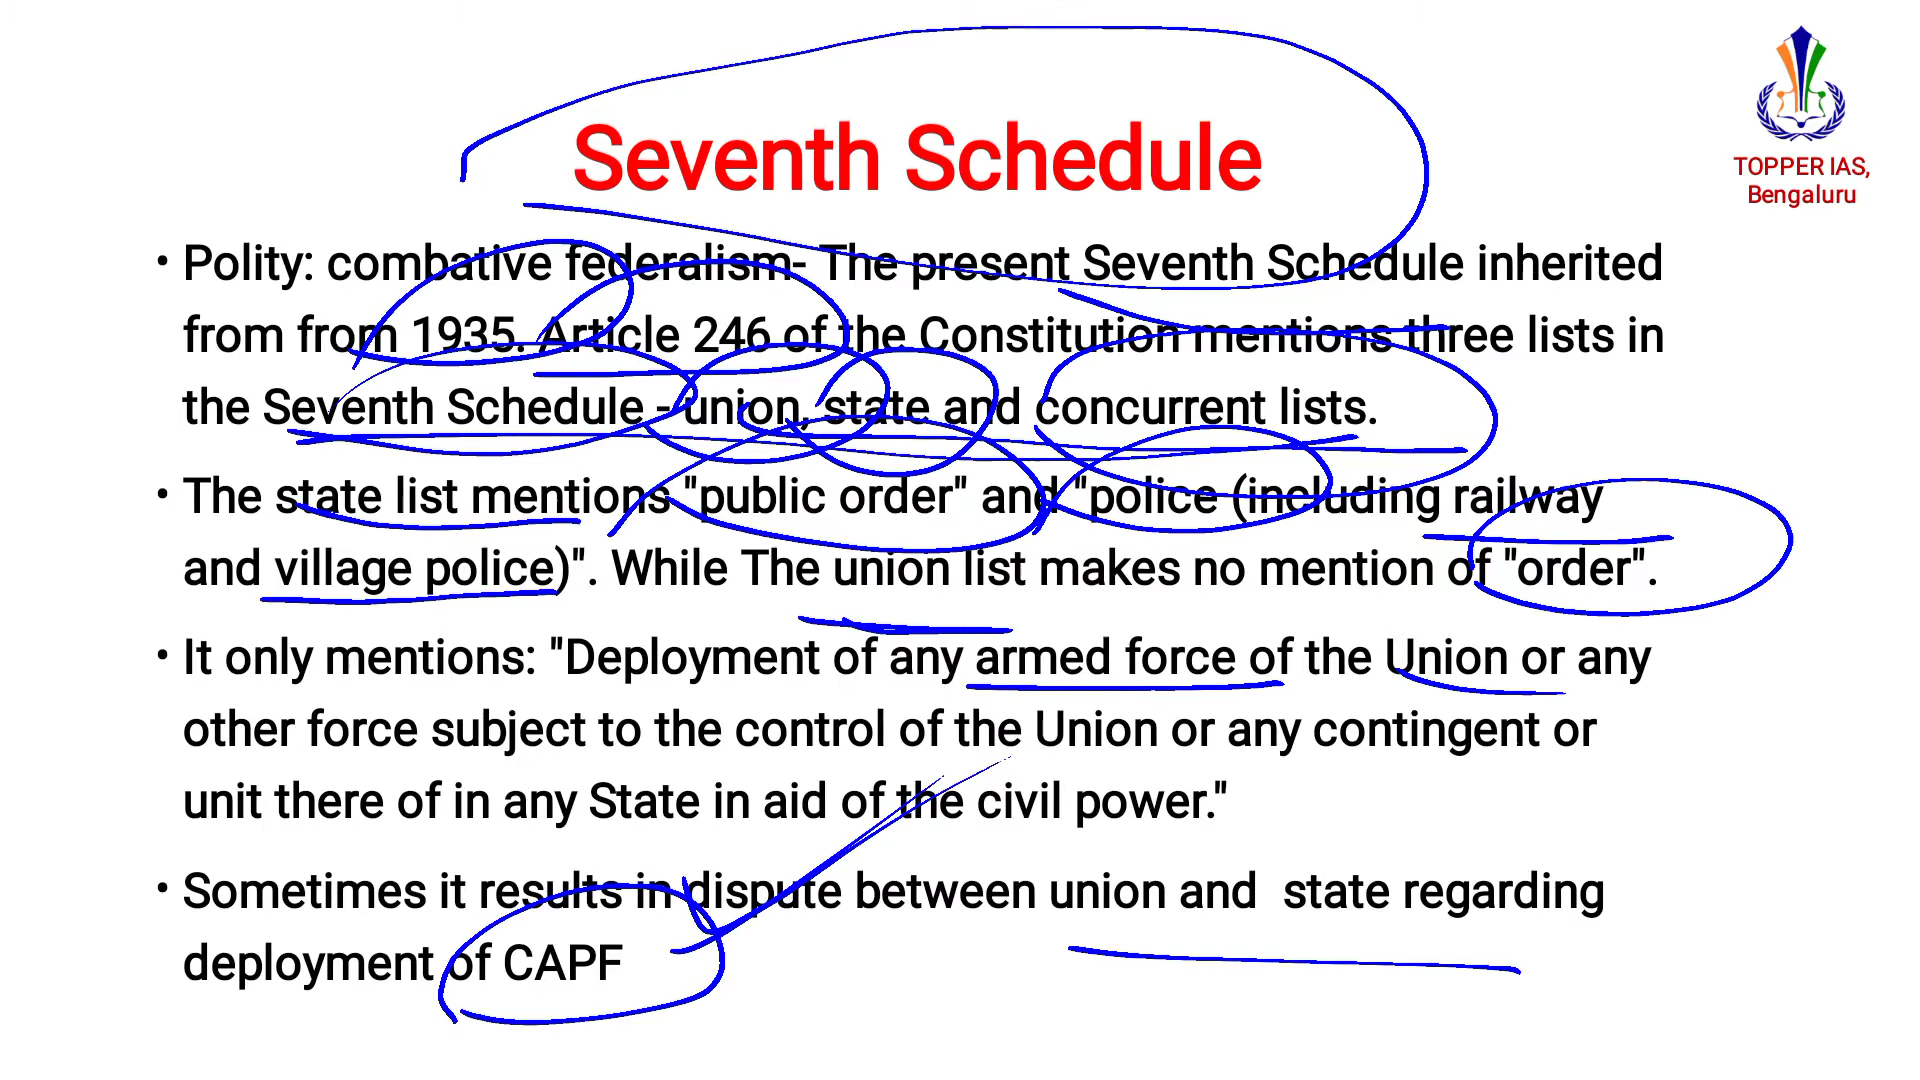 Seventh Schedule
TOPPER IAS,
Bengaluru
• Polity: combative federalism- The present Seventh Schedule inherited
from from 1935. Article 246 of the Constitution mentions three lists in
the Seventh Schedule - union, state and concurrent lists.
• The state list mentions "public order" and "police (including railway
and village police)". While The union list makes no mention of "order".
• It only mentions: "Deployment of any armed force of the Union or any
other force subject to the control of the Union or any contingent or
unit there of in any State in aid of the civil power."
• Sometimes it results in dispute between union and  state regarding
deployment of CAPF